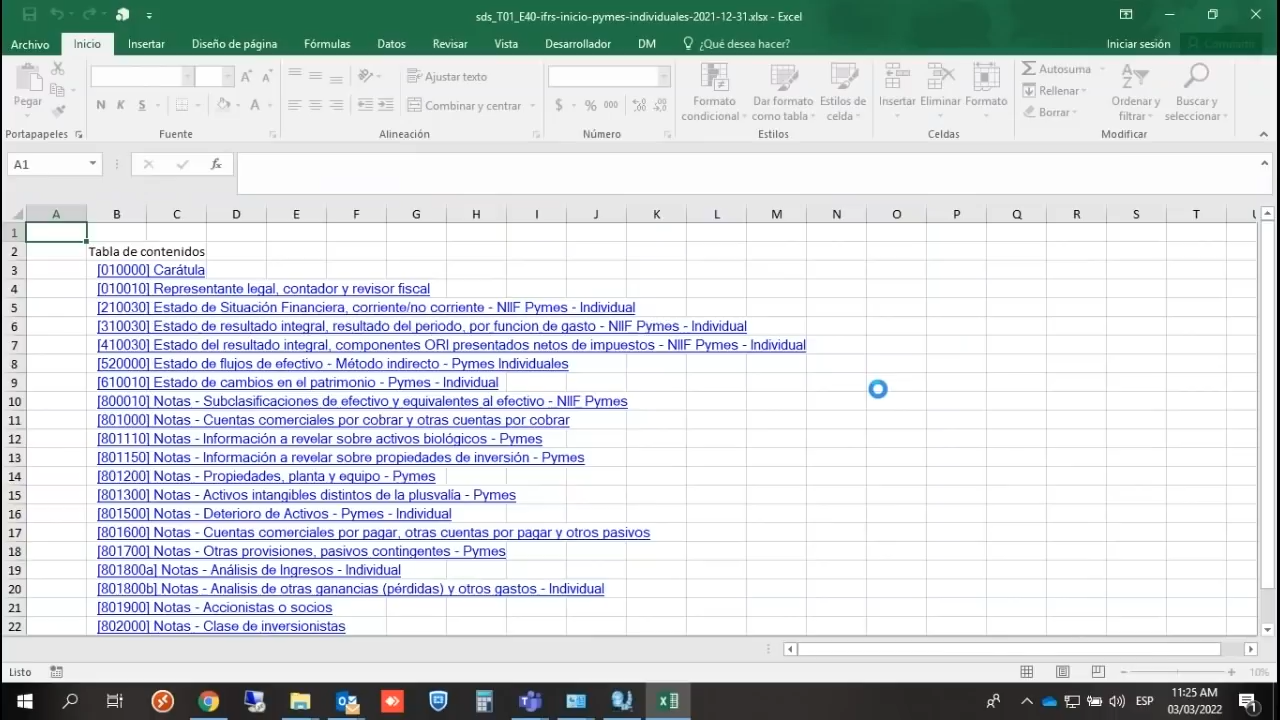 sds_T01_E40-ifrs-inicio-pymes-individuales-2021-12-31.xlsx - Excel
Archivo Inicio Insertar Diseño de página Fórmulas Datos Revisar Vista Desarrollador DM ¿Qué desea hacer? Iniciar sesión Compartir
Pegar
N K S
Ajustar texto
Combinar y centrar
$ % 000
Formato condicional
Dar formato como tabla
Estilos de celda
Insertar Eliminar Formato
Autosuma
Rellenar
Borrar
Ordenar y filtrar
Buscar y seleccionar
Portapapeles Fuente Alineación Número Estilos Celdas Modificar
A1 fx
A B C D E F G H I J K L M N O P Q R S T U
1
2 Tabla de contenidos
3 [010000] Carátula
4 [010010] Representante legal, contador y revisor fiscal
5 [210030] Estado de Situación Financiera, corriente/no corriente - NIIF Pymes - Individual
6 [310030] Estado de resultado integral, resultado del periodo, por funcion de gasto - NIIF Pymes - Individual
7 [410030] Estado del resultado integral, componentes ORI presentados netos de impuestos - NIIF Pymes - Individual
8 [520000] Estado de flujos de efectivo - Método indirecto - Pymes Individuales
9 [610010] Estado de cambios en el patrimonio - Pymes - Individual
10 [800010] Notas - Subclasificaciones de efectivo y equivalentes al efectivo - NIIF Pymes
11 [801000] Notas - Cuentas comerciales por cobrar y otras cuentas por cobrar
12 [801110] Notas - Información a revelar sobre activos biológicos - Pymes
13 [801150] Notas - Información a revelar sobre propiedades de inversión - Pymes
14 [801200] Notas - Propiedades, planta y equipo - Pymes
15 [801300] Notas - Activos intangibles distintos de la plusvalía - Pymes
16 [801500] Notas - Deterioro de Activos - Pymes - Individual
17 [801600] Notas - Cuentas comerciales por pagar, otras cuentas por pagar y otros pasivos
18 [801700] Notas - Otras provisiones, pasivos contingentes - Pymes
19 [801800a] Notas - Análisis de Ingresos - Individual
20 [801800b] Notas - Analisis de otras ganancias (pérdidas) y otros gastos - Individual
21 [801900] Notas - Accionistas o socios
22 [802000] Notas - Clase de inversionistas
Listo 10%
ESP
11:25 AM
03/03/2022
1